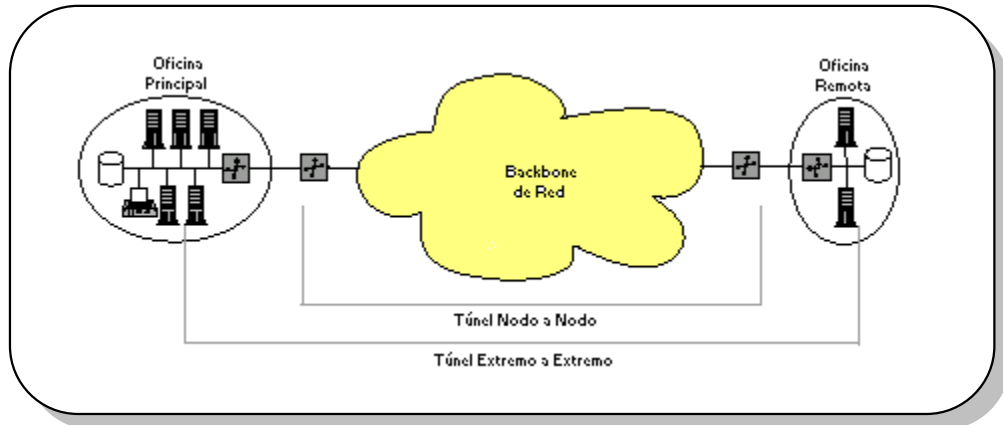 Oficina
Principal
Oficina
Remota
Backbone
de Red
Túnel Nodo a Nodo
Túnel Extremo a Extremo